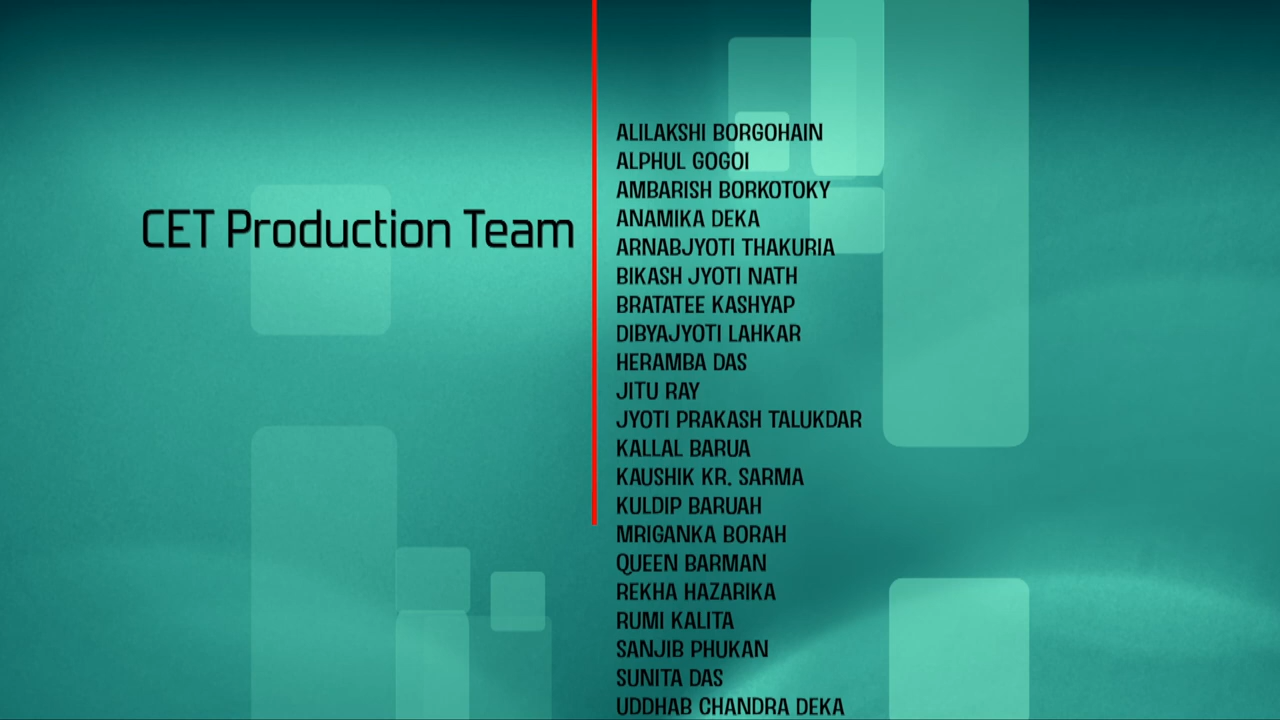 CET Production Team
ALILAKSHI BORGOHAIN
ALPHUL GOGOI
AMBARISH BORKOTOKY
ANAMIKA DEKA
ARNABJYOTI THAKURIA
BIKASH JYOTI NATH
BRATATEE KASHYAP
DIBYAJYOTI LAHKAR
HERAMBA DAS
JITU RAY
JYOTI PRAKASH TALUKDAR
KALLAL BARUA
KAUSHIK KR. SARMA
KULDIP BARUAH
MRIGANKA BORAH
QUEEN BARMAN
REKHA HAZARIKA
RUMI KALITA
SANJIB PHUKAN
SUNITA DAS
UDDHAB CHANDRA DEKA